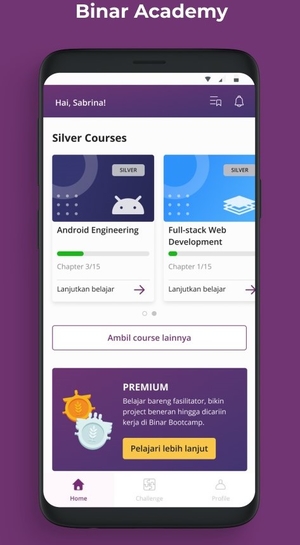 Binar Academy
Hai, Sabrina!
Silver Courses
SILVER
SILVER
Android Engineering
Full-stack Web
Development
Chapter 3/15
Chapter 1/15
Lanjutkan belajar
Lanjutkan belajar
Ambil course lainnya
PREMIUM
Belajar bareng fasilitator, bikin
project beneran hingga dicariin
kerja di Binar Bootcamp.
Pelajari lebih lanjut
Home
Challenge
Profile